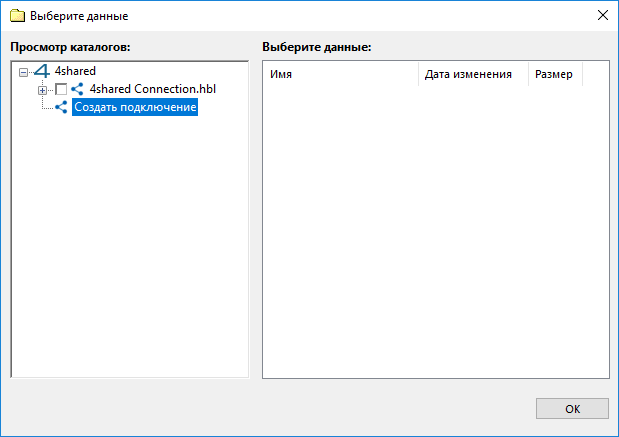 Выберите данные
Просмотр каталогов:
Выберите данные:
4shared
4shared Connection.hbl
Создать подключение
Имя Дата изменения Размер
OK